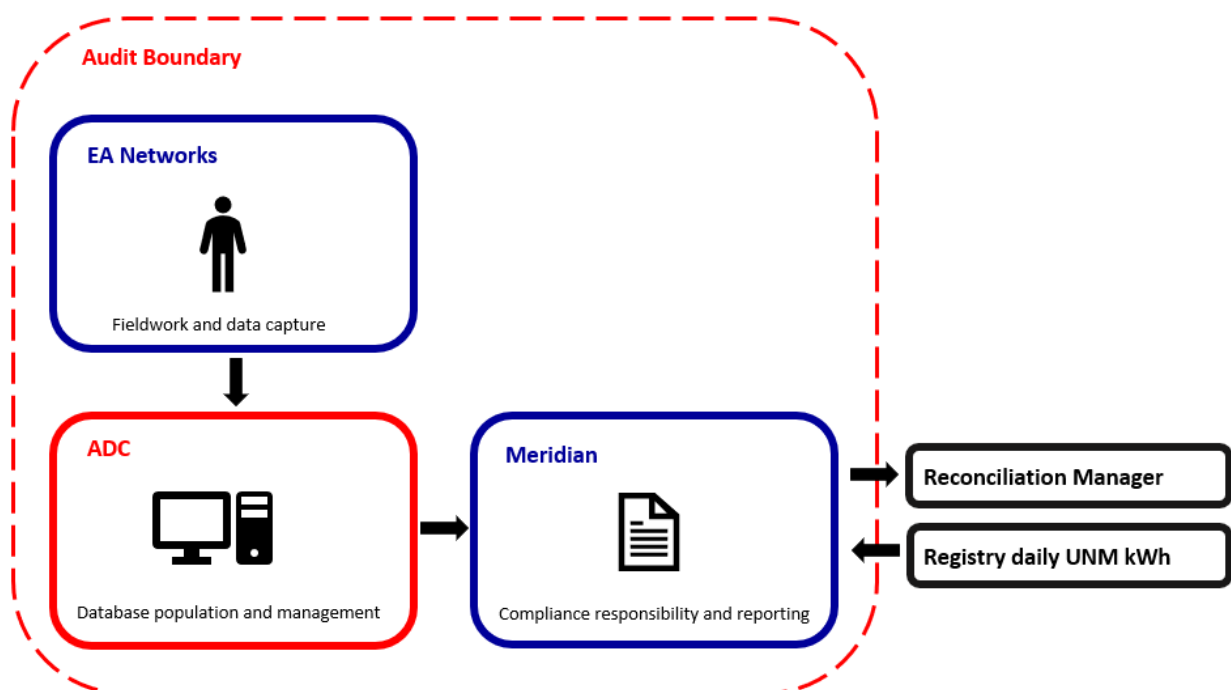 Audit Boundary
EA Networks
Fieldwork and data capture
ADC
Database population and management
Meridian
Compliance responsibility and reporting
Reconciliation Manager
Registry daily UNM kWh